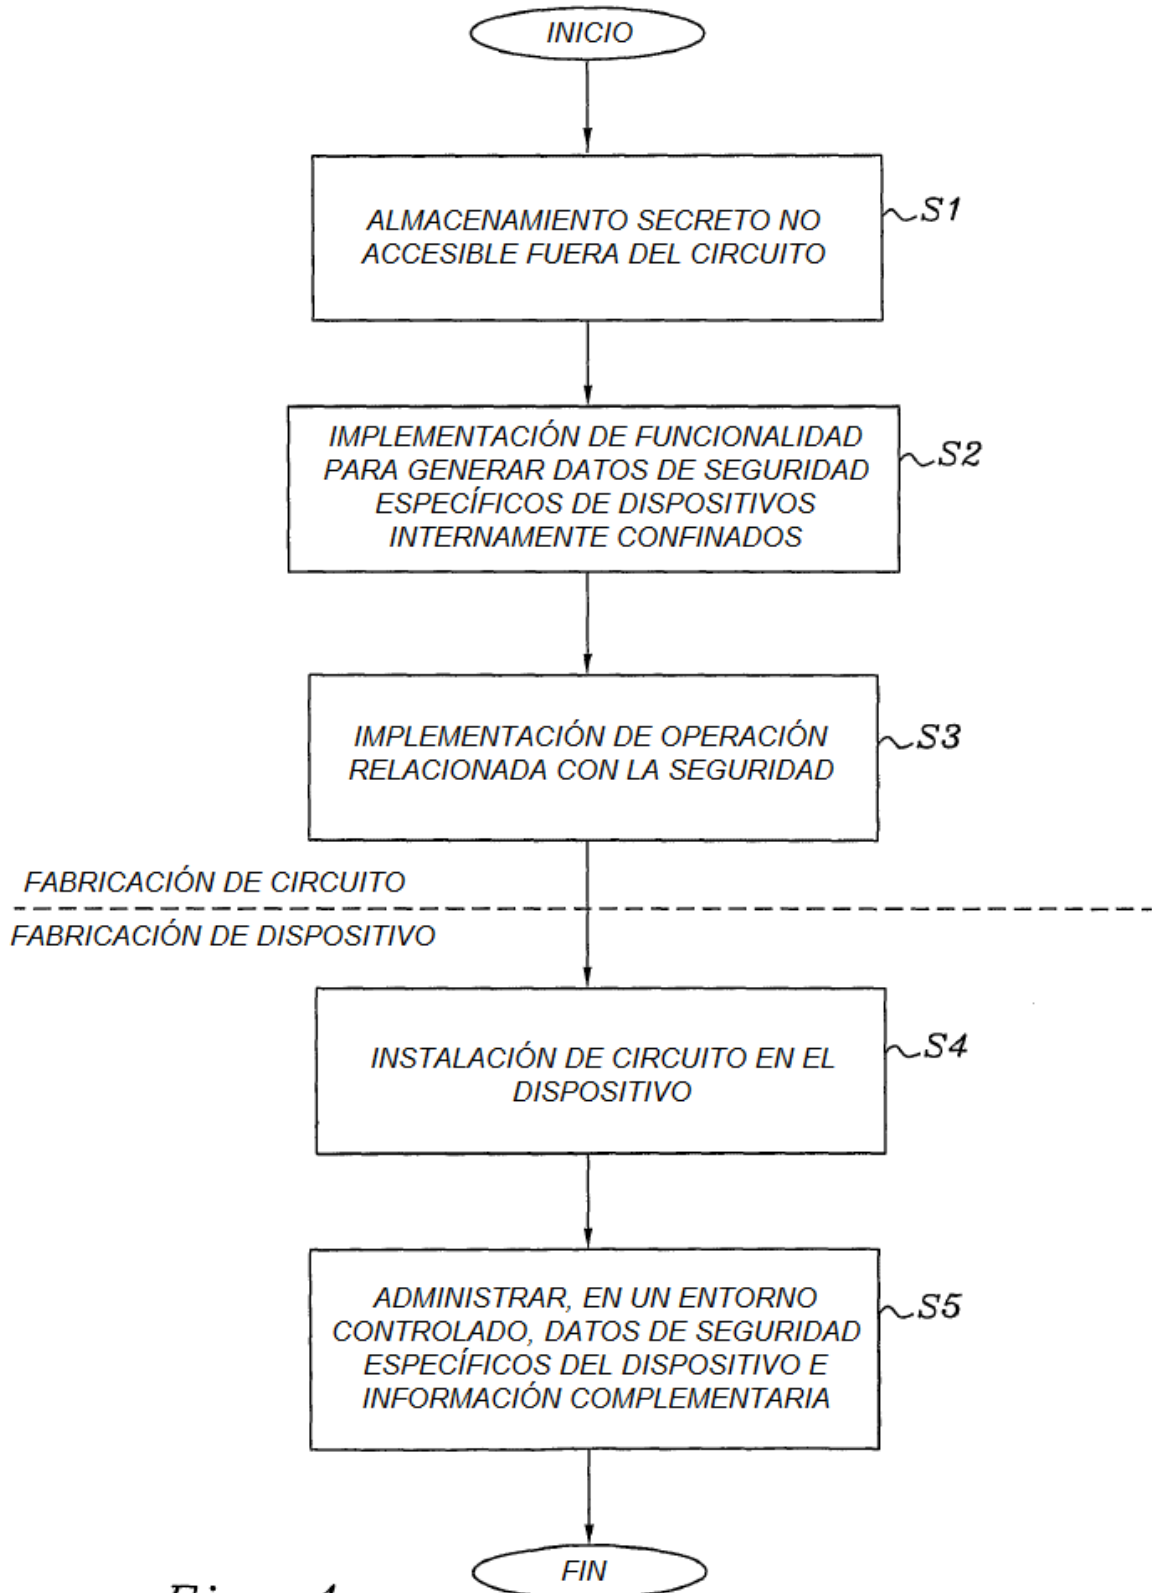 INICIO
ALMACENAMIENTO SECRETO NO
ACCESIBLE FUERA DEL CIRCUITO
S1
IMPLEMENTACIÓN DE FUNCIONALIDAD
PARA GENERAR DATOS DE SEGURIDAD
ESPECÍFICOS DE DISPOSITIVOS
INTERNAMENTE CONFINADOS
S2
IMPLEMENTACIÓN DE OPERACIÓN
RELACIONADA CON LA SEGURIDAD
S3
FABRICACIÓN DE CIRCUITO
FABRICACIÓN DE DISPOSITIVO
INSTALACIÓN DE CIRCUITO EN EL
DISPOSITIVO
S4
ADMINISTRAR, EN UN ENTORNO
CONTROLADO, DATOS DE SEGURIDAD
ESPECÍFICOS DEL DISPOSITIVO E
INFORMACIÓN COMPLEMENTARIA
S5
FIN